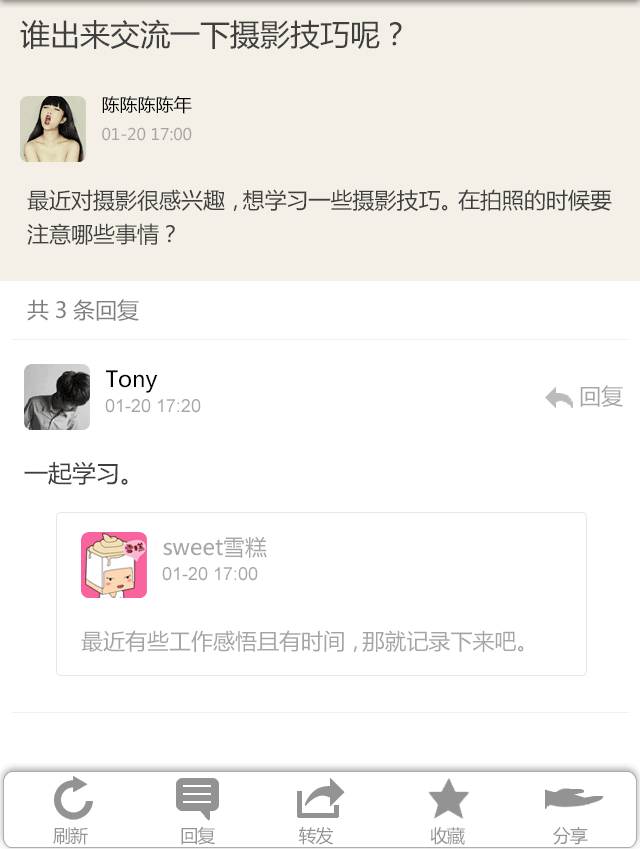 谁出来交流一下摄影技巧呢？
陈陈陈陈年
01-20 17:00
最近对摄影很感兴趣，想学习一些摄影技巧。在拍照的时候要
注意哪些事情？
共 3 条回复
Tony
01-20 17:20
回复
一起学习。
雪糕
sweet雪糕
01-20 17:00
最近有些工作感悟且有时间，那就记录下来吧。
刷新
回复
转发
收藏
分享